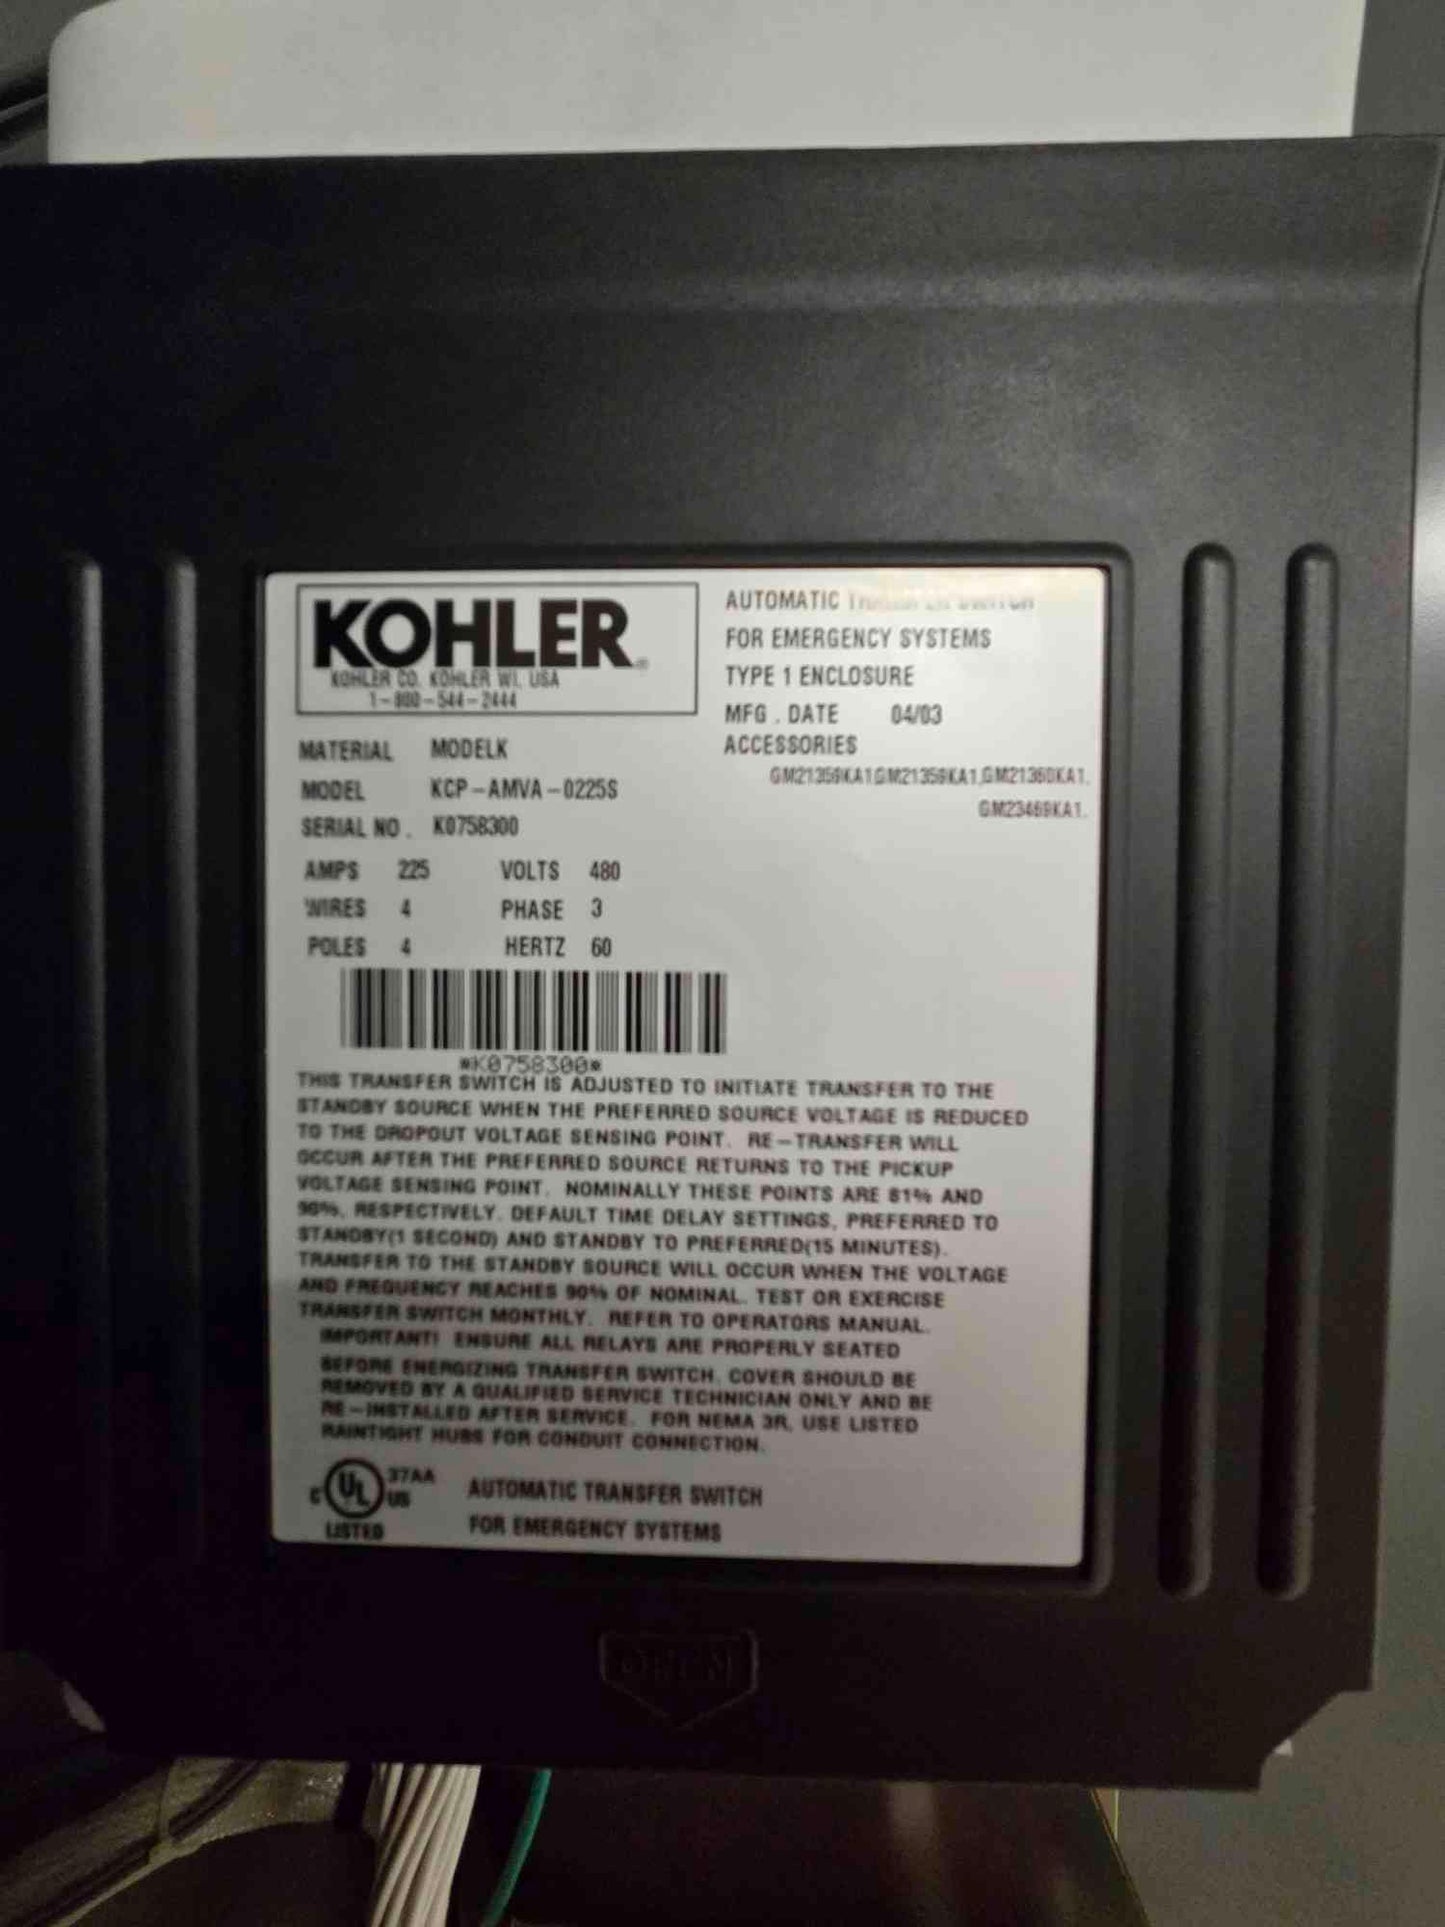 KOHLER®
KOHLER CO. KOHLER WI, USA
1-800-544-2444
AUTOMATIC TRANSFER SWITCH
FOR EMERGENCY SYSTEMS
TYPE 1 ENCLOSURE
MFG . DATE 04/03
ACCESSORIES
GM21360KA1.
GM23469KA1.
MATERIAL MODELK
MODEL KCP-AMVA-0225S
SERIAL NO. K0758300
AMPS 225 VOLTS 480
WIRES 4 PHASE 3
POLES 4 HERTZ 60
*K0758300*
THIS TRANSFER SWITCH IS ADJUSTED TO INITIATE TRANSFER TO THE
STANDBY SOURCE WHEN THE PREFERRED SOURCE VOLTAGE IS REDUCED
TO THE DROPOUT VOLTAGE SENSING POINT. RE-TRANSFER WILL
OCCUR AFTER THE PREFERRED SOURCE RETURNS TO THE PICKUP
VOLTAGE SENSING POINT. NOMINALLY THESE POINTS ARE 81% AND
90%, RESPECTIVELY. DEFAULT TIME DELAY SETTINGS, PREFERRED TO
STANDBY(1 SECOND) AND STANDBY TO PREFERRED(15 MINUTES).
TRANSFER TO THE STANDBY SOURCE WILL OCCUR WHEN THE VOLTAGE
AND FREQUENCY REACHES 90% OF NOMINAL. TEST OR EXERCISE
TRANSFER SWITCH MONTHLY. REFER TO OPERATORS MANUAL.
IMPORTANT! ENSURE ALL RELAYS ARE PROPERLY SEATED
BEFORE ENERGIZING TRANSFER SWITCH. COVER SHOULD BE
REMOVED BY A QUALIFIED SERVICE TECHNICIAN ONLY AND BE
RE-INSTALLED AFTER SERVICE. FOR NEMA 3R, USE LISTED
RAINTIGHT HUBS FOR CONDUIT CONNECTION.
C UL US 37AA
LISTED
AUTOMATIC TRANSFER SWITCH
FOR EMERGENCY SYSTEMS